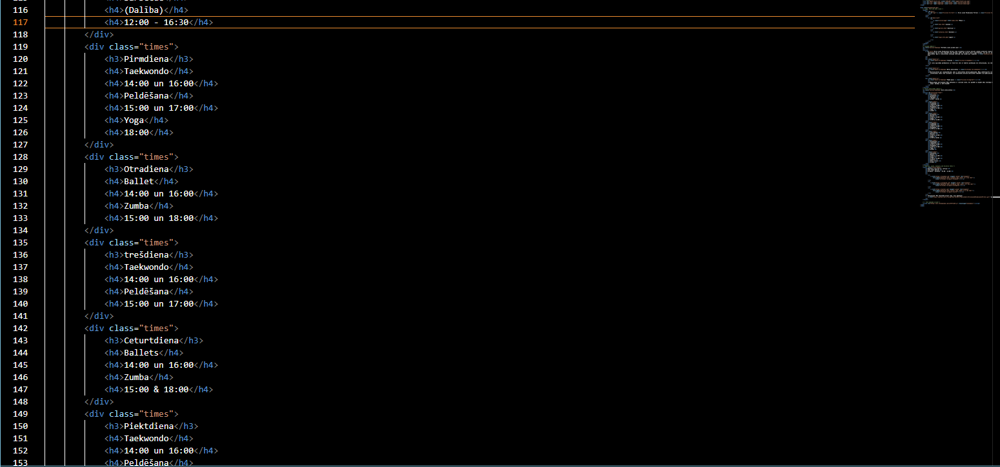 116 <h4>(Dalība)</h4>
117 <h4>12:00 - 16:30</h4>
118 </div>
119 <div class="times">
120 <h3>Pirmdiena</h3>
121 <h4>Taekwondo</h4>
122 <h4>14:00 un 16:00</h4>
123 <h4>Peldēšana</h4>
124 <h4>15:00 un 17:00</h4>
125 <h4>Yoga</h4>
126 <h4>18:00</h4>
127 </div>
128 <div class="times">
129 <h3>Otradiena</h3>
130 <h4>Ballet</h4>
131 <h4>14:00 un 16:00</h4>
132 <h4>Zumba</h4>
133 <h4>15:00 un 18:00</h4>
134 </div>
135 <div class="times">
136 <h3>trešdiena</h3>
137 <h4>Taekwondo</h4>
138 <h4>14:00 un 16:00</h4>
139 <h4>Peldēšana</h4>
140 <h4>15:00 un 17:00</h4>
141 </div>
142 <div class="times">
143 <h3>Ceturtdiena</h3>
144 <h4>Ballets</h4>
145 <h4>14:00 un 16:00</h4>
146 <h4>Zumba</h4>
147 <h4>15:00 & 18:00</h4>
148 </div>
149 <div class="times">
150 <h3>Piektdiena</h3>
151 <h4>Taekwondo</h4>
152 <h4>14:00 un 16:00</h4>
153 <h4>Peldēšana</h4>